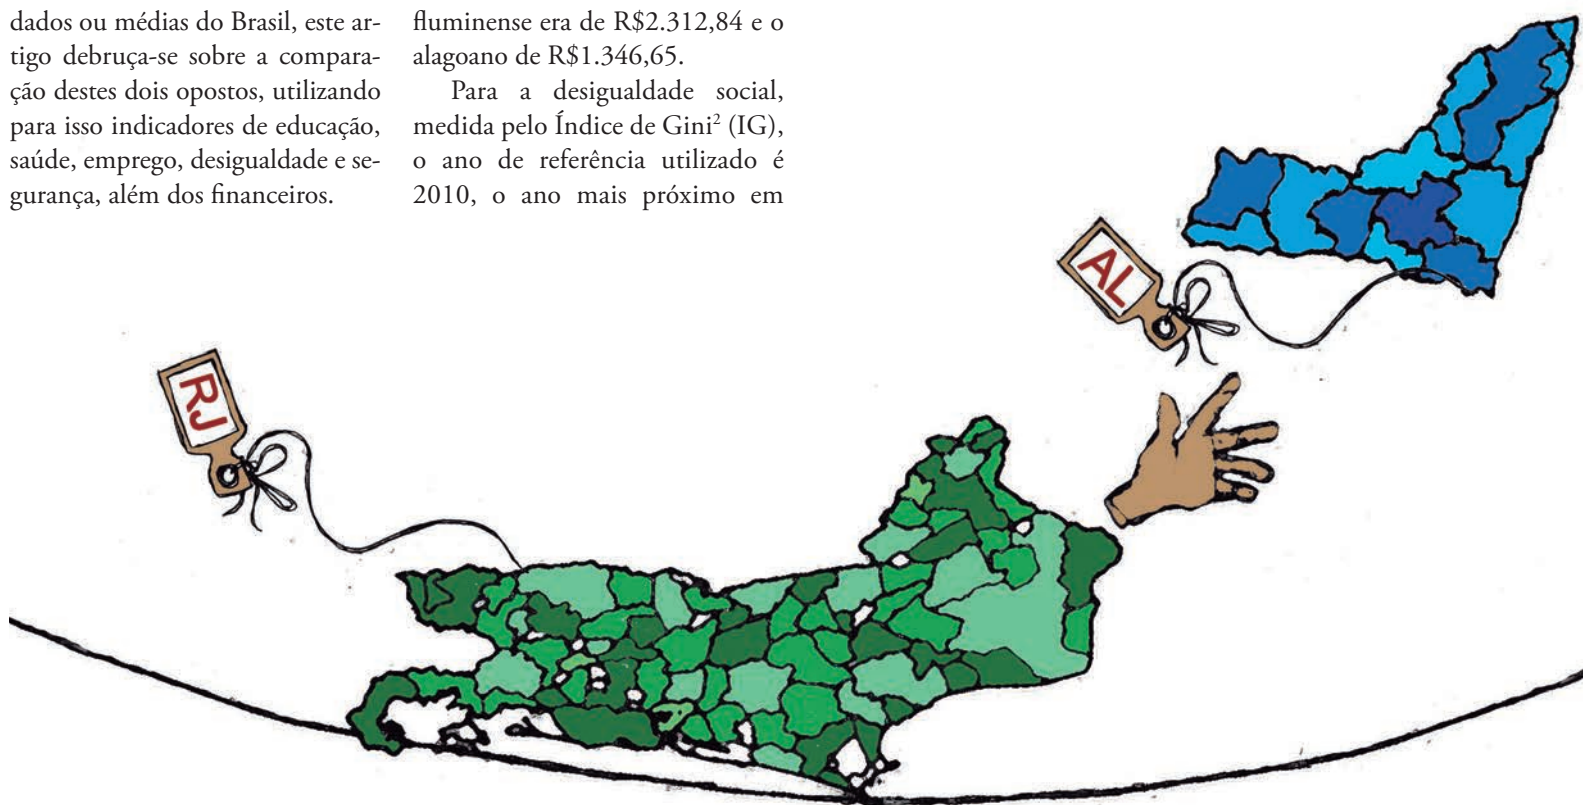 dados ou médias do Brasil, este ar-
tigo debruça-se sobre a compara-
ção destes dois opostos, utilizando
para isso indicadores de educação,
saúde, emprego, desigualdade e se-
gurança, além dos financeiros.
fluminense era de R$2.312,84 e o
alagoano de R$1.346,65.
Para a desigualdade social,
medida pelo Índice de Gini² (IG),
o ano de referência utilizado é
2010, o ano mais próximo em
AL
RJ